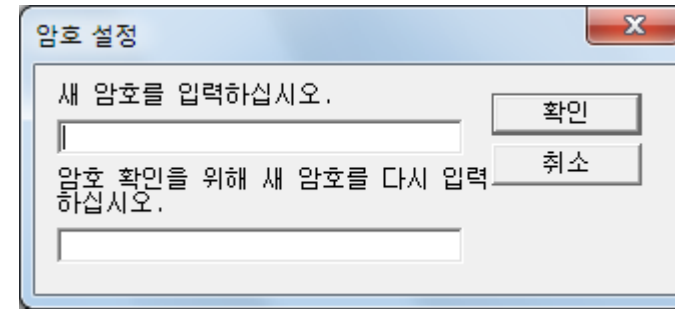 암호 설정
새 암호를 입력하십시오.
확인
취소
암호 확인을 위해 새 암호를 다시 입력
하십시오.